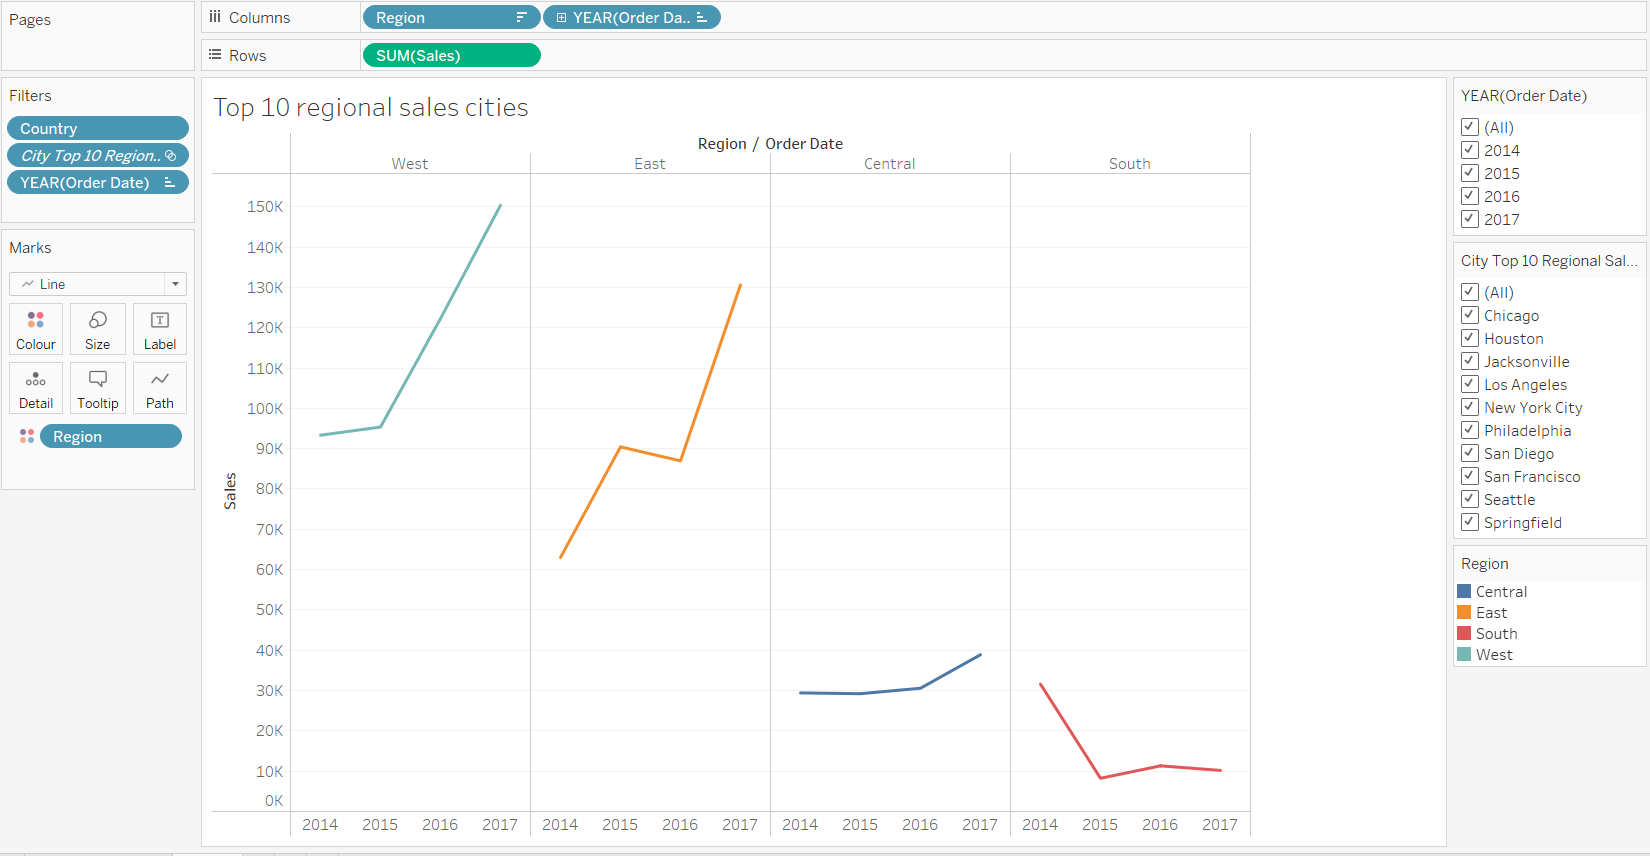 Pages
Columns
Region
YEAR(Order Da..
Rows
SUM(Sales)
Filters
Country
City Top 10 Region..
YEAR(Order Date)
Marks
Line
Colour
Size
Label
Detail
Tooltip
Path
Region
Top 10 regional sales cities
Region / Order Date
West
East
Central
South
Sales
150K
140K
130K
120K
110K
100K
90K
80K
70K
60K
50K
40K
30K
20K
10K
0K
2014 2015 2016 2017 2014 2015 2016 2017 2014 2015 2016 2017 2014 2015 2016 2017
YEAR(Order Date)
(All)
2014
2015
2016
2017
City Top 10 Regional Sal...
(All)
Chicago
Houston
Jacksonville
Los Angeles
New York City
Philadelphia
San Diego
San Francisco
Seattle
Springfield
Region
Central
East
South
West